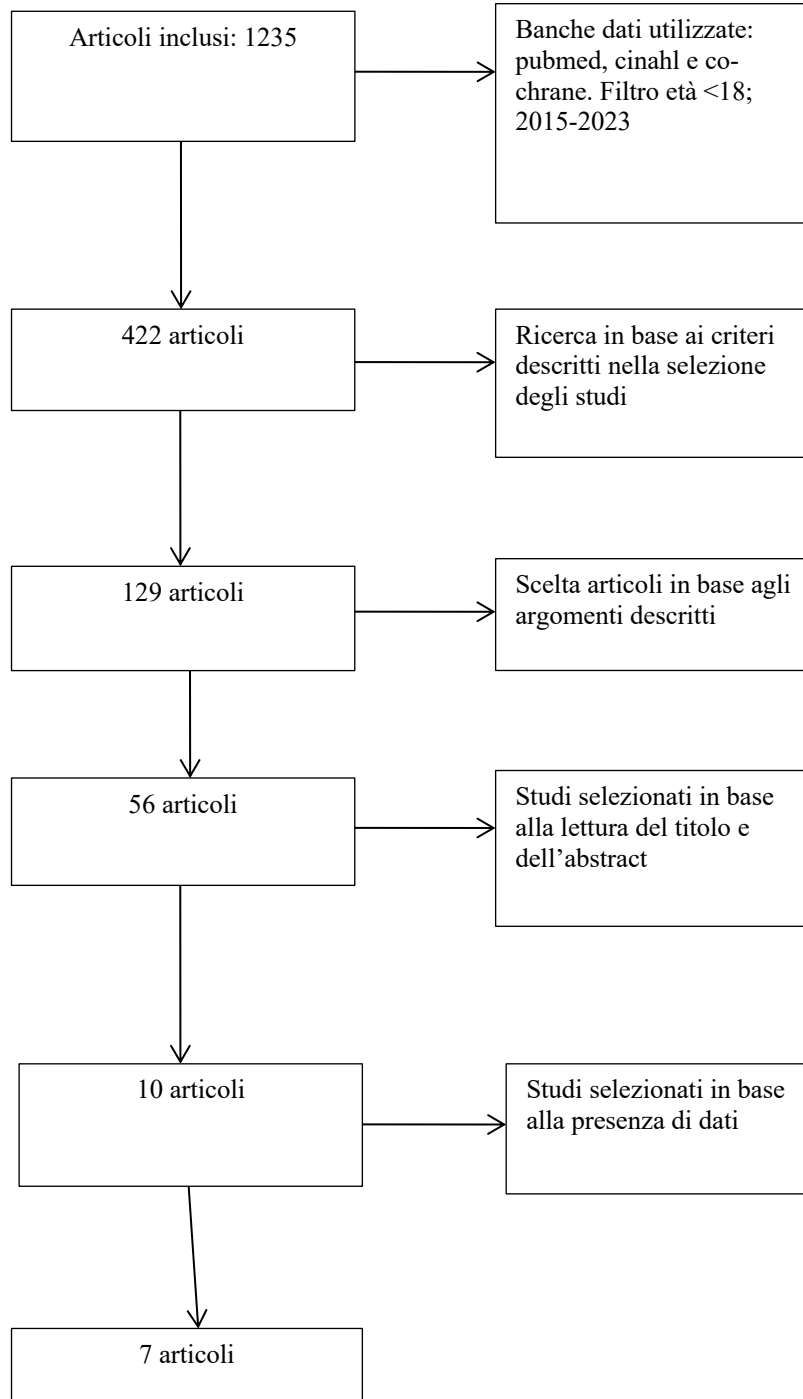 Articoli inclusi: 1235
Banche dati utilizzate:
pubmed, cinahl e co-
chrane. Filtro età <18;
2015-2023
422 articoli
Ricerca in base ai criteri
descritti nella selezione
degli studi
129 articoli
Scelta articoli in base agli
argomenti descritti
56 articoli
Studi selezionati in base
alla lettura del titolo e
dell’abstract
10 articoli
Studi selezionati in base
alla presenza di dati
7 articoli